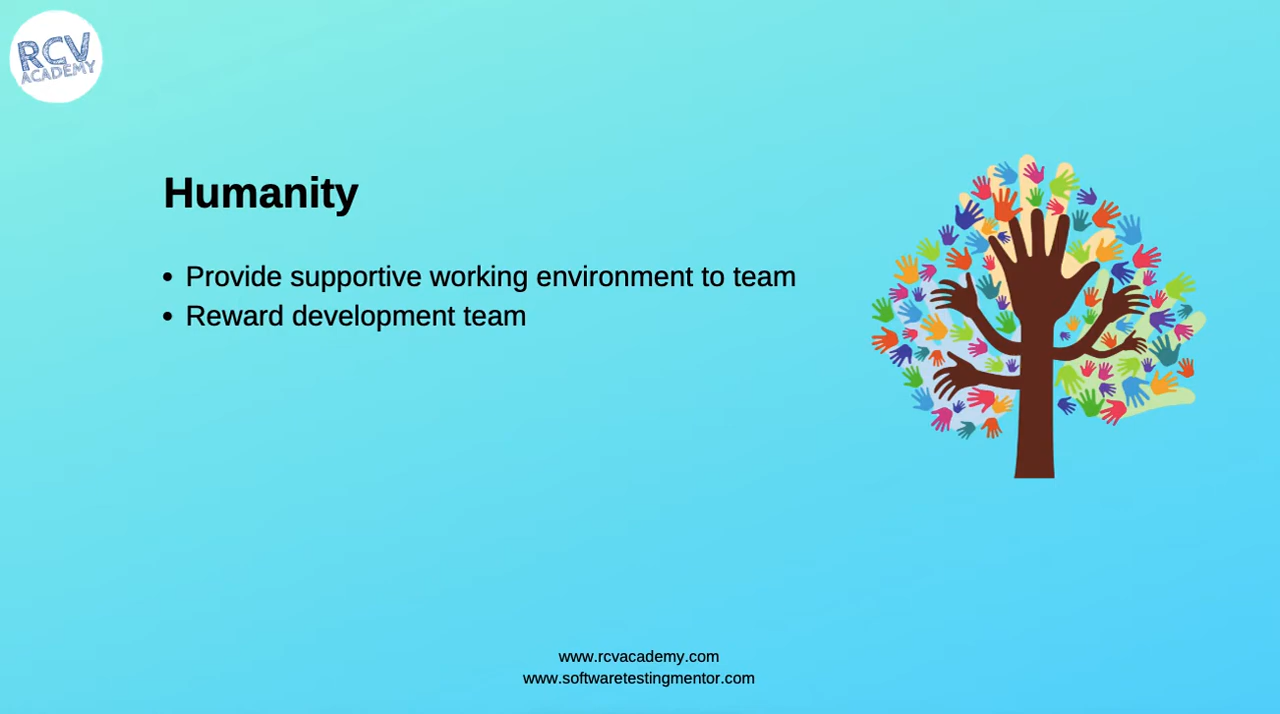 RCV
ACADEMY
Humanity
• Provide supportive working environment to team
• Reward development team
www.rcvacademy.com
www.softwaretestingmentor.com